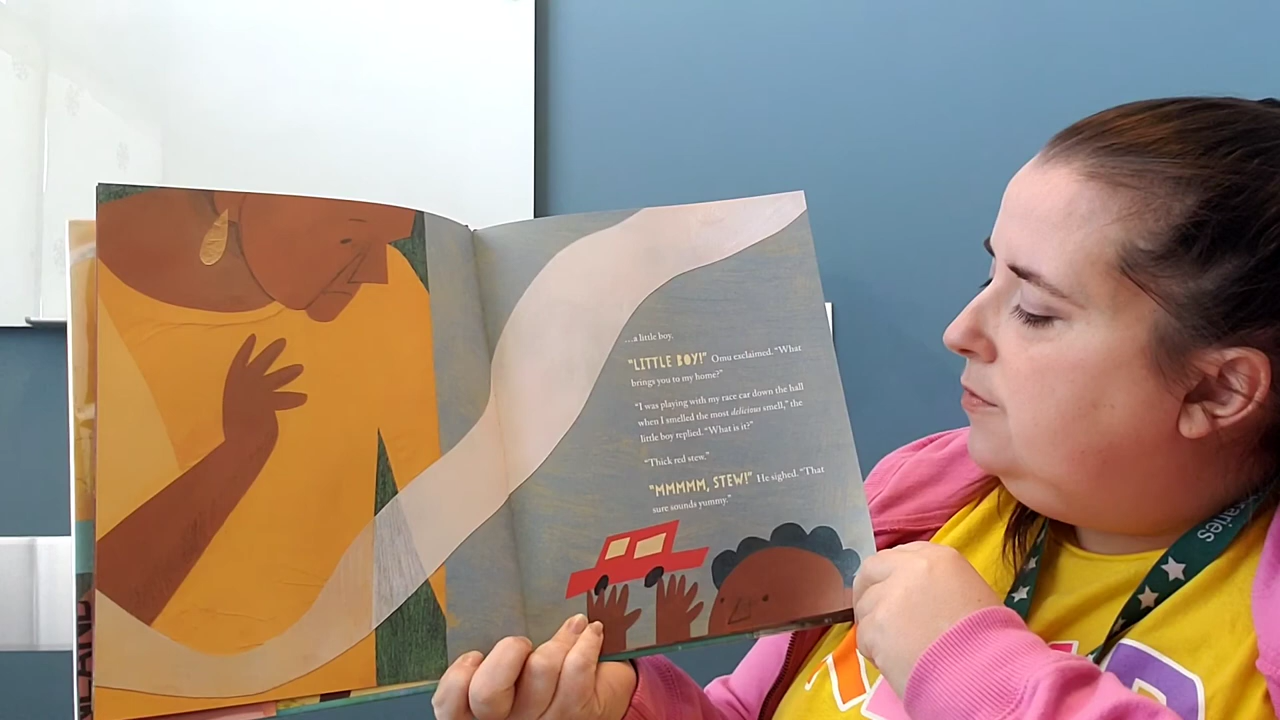 ...a little boy.
"LITTLE BOY!" Omu exclaimed. "What
brings you to my home?"
"I was playing with my race car down the hall
when I smelled the most delicious smell," the
little boy replied. "What is it?"
"Thick red stew."
"MMMMM, STEW!" He sighed. "That
sure sounds yummy."
raries